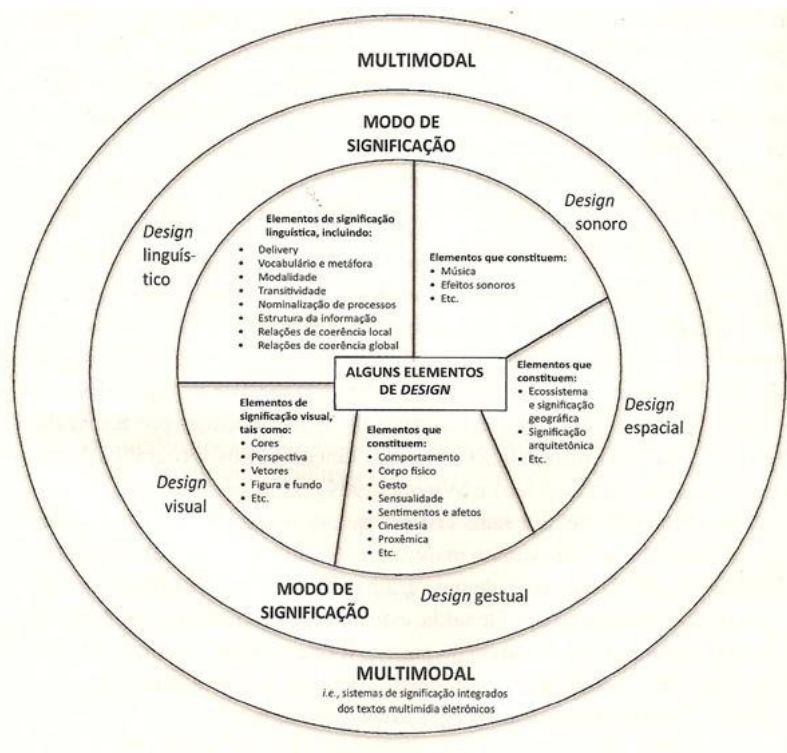 MULTIMODAL
MODO DE
SIGNIFICAÇÃO
Design
linguís-
tico
Elementos de significação
linguística, incluindo:
• Delivery
• Vocabulário e metáfora
• Modalidade
• Transitividade
• Nominalização de processos
• Estrutura da informação
• Relações de coerência local
• Relações de coerência global
Design
sonoro
Elementos que constituem:
• Música
• Efeitos sonoros
• Etc.
ALGUNS ELEMENTOS
DE DESIGN
Elementos que
constituem:
• Ecossistema
e significação
geográfica
• Significação
arquitetônica
• Etc.
Design
espacial
Elementos de
significação visual,
tais como:
• Cores
• Perspectiva
• Vetores
• Figura e fundo
• Etc.
Design
visual
Elementos que
constituem:
• Comportamento
• Corpo físico
• Gesto
• Sensualidade
• Sentimentos e afetos
• Cinestesia
• Proxêmica
• Etc.
Design gestual
MODO DE
SIGNIFICAÇÃO
MULTIMODAL
i.e., sistemas de significação integrados
dos textos multimídia eletrônicos